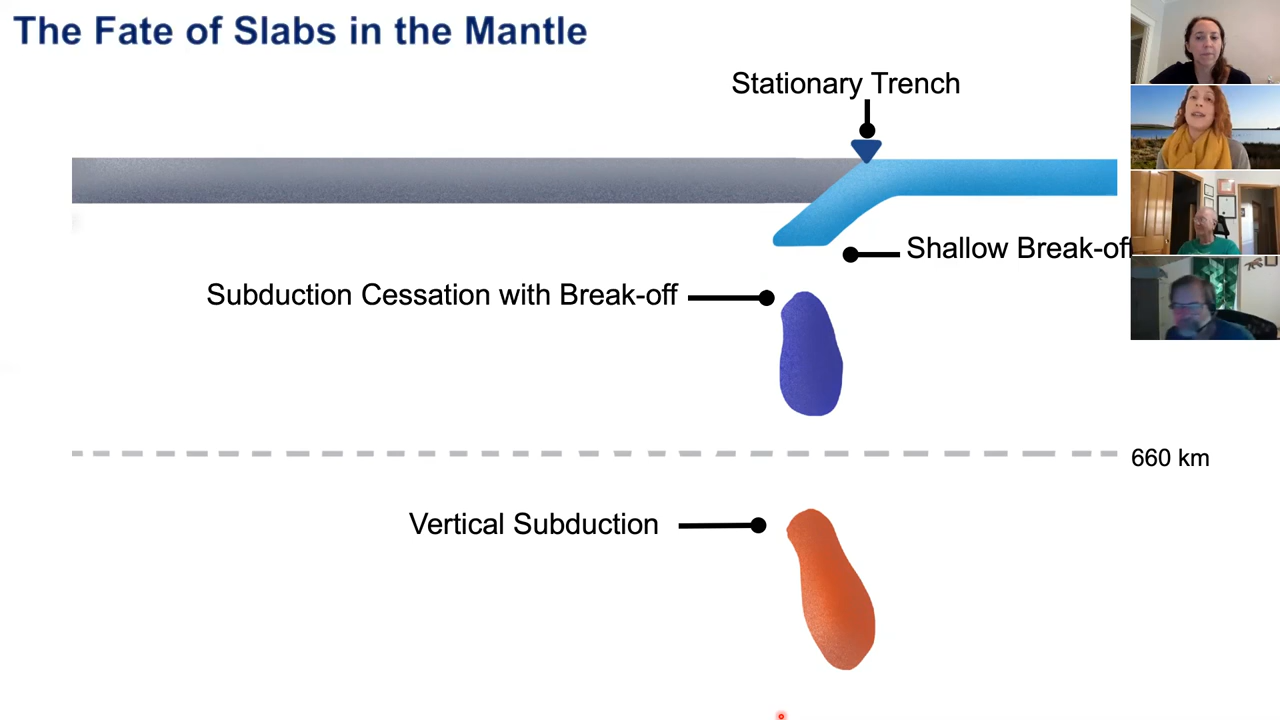 The Fate of Slabs in the Mantle
Stationary Trench
Shallow Break-off
Subduction Cessation with Break-off
660 km
Vertical Subduction